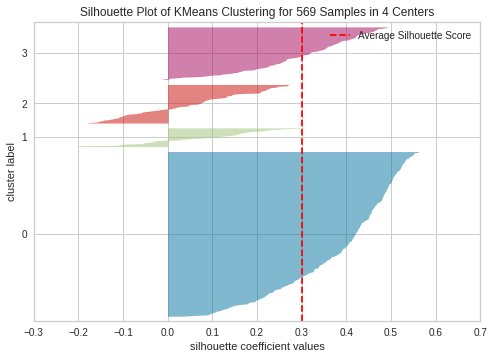 Silhouette Plot of KMeans Clustering for 569 Samples in 4 Centers
Average Silhouette Score
3
2
1
0
cluster label
-0.3 -0.2 -0.1 0.0 0.1 0.2 0.3 0.4 0.5 0.6 0.7
silhouette coefficient values